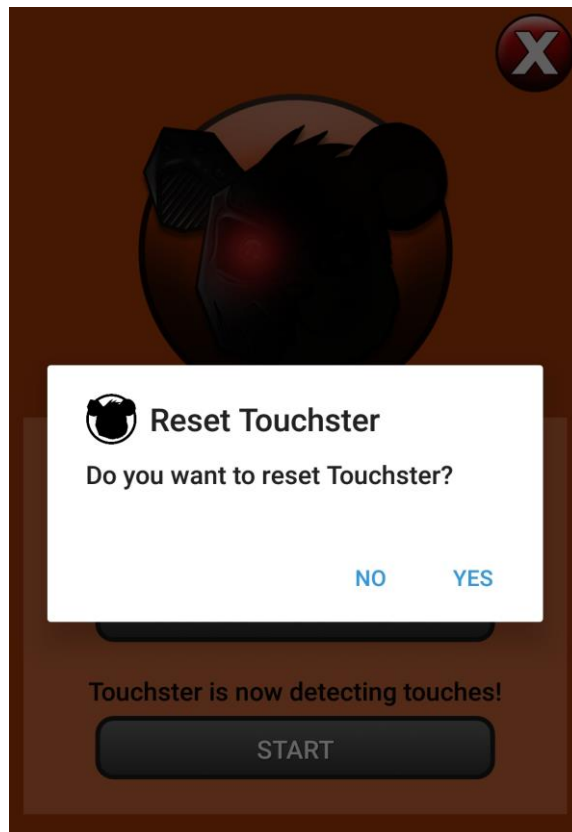 X
Reset Touchster
Do you want to reset Touchster?
NO YES
Touchster is now detecting touches!
START